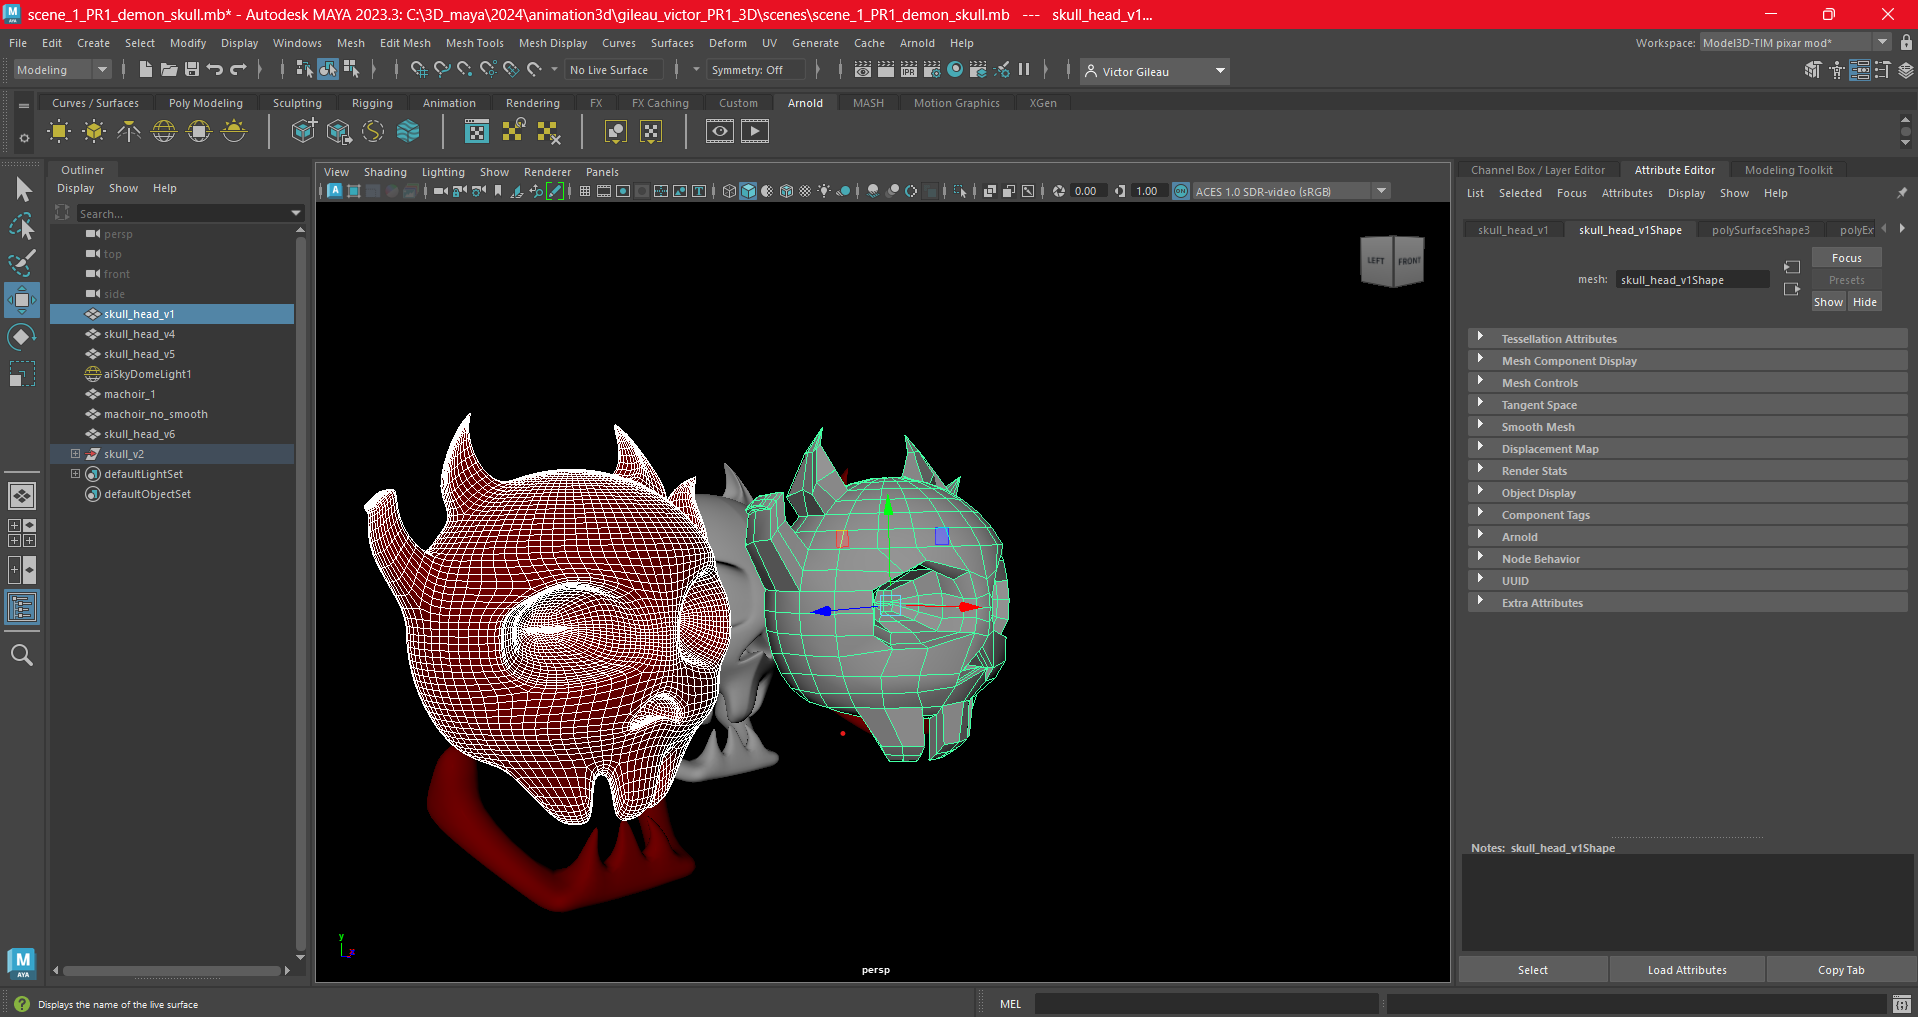 scene_1_PR1_demon_skull.mb* - Autodesk MAYA 2023.3: C:\3D_maya\2024\animation3d\gileau_victor_PR1_3D\scenes\scene_1_PR1_demon_skull.mb --- skull_head_v1...
File Edit Create Select Modify Display Windows Mesh Edit Mesh Mesh Tools Mesh Display Curves Surfaces Deform UV Generate Cache Arnold Help
Workspace: Model3D-TIM pixar mod*
Modeling No Live Surface Symmetry: Off IPR Victor Gileau
Curves / Surfaces Poly Modeling Sculpting Rigging Animation Rendering FX FX Caching Custom Arnold MASH Motion Graphics XGen
Outliner
Display Show Help
Search...
persp
top
front
side
skull_head_v1
skull_head_v4
skull_head_v5
aiSkyDomeLight1
machoir_1
machoir_no_smooth
skull_head_v6
skull_v2
defaultLightSet
defaultObjectSet
M
AYA
View Shading Lighting Show Renderer Panels
0.00 1.00 ON ACES 1.0 SDR-video (sRGB)
LEFT FRONT
y
x
persp
Channel Box / Layer Editor Attribute Editor Modeling Toolkit
List Selected Focus Attributes Display Show Help
skull_head_v1 skull_head_v1Shape polySurfaceShape3 polyEx
mesh: skull_head_v1Shape
Focus
Presets
Show Hide
Tessellation Attributes
Mesh Component Display
Mesh Controls
Tangent Space
Smooth Mesh
Displacement Map
Render Stats
Object Display
Component Tags
Arnold
Node Behavior
UUID
Extra Attributes
Notes: skull_head_v1Shape
Select Load Attributes Copy Tab
Displays the name of the live surface
MEL